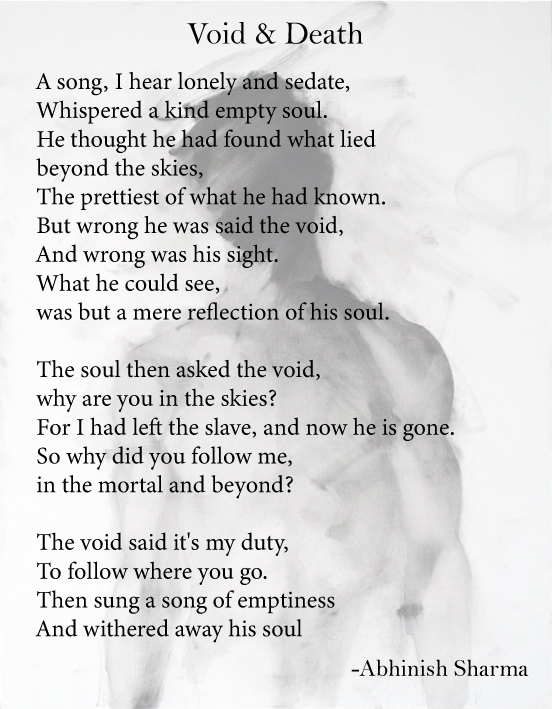 Void & Death
A song, I hear lonely and sedate,
Whispered a kind empty soul.
He thought he had found what lied
beyond the skies,
The prettiest of what he had known.
But wrong he was said the void,
And wrong was his sight.
What he could see,
was but a mere reflection of his soul.
The soul then asked the void,
why are you in the skies?
For I had left the slave, and now he is gone.
So why did you follow me,
in the mortal and beyond?
The void said it's my duty,
To follow where you go.
Then sung a song of emptiness
And withered away his soul
-Abhinish Sharma